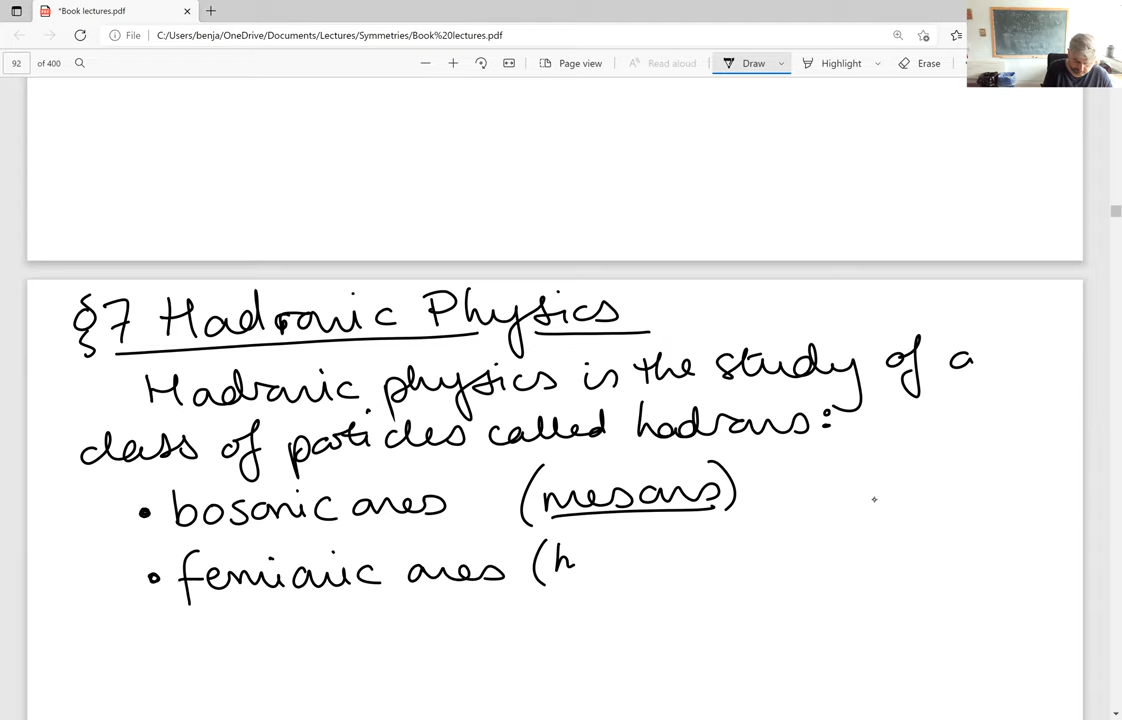 *Book lectures.pdf
File C:/Users/benja/OneDrive/Documents/Lectures/Symmetries/Book%20lectures.pdf
92 of 400 Page view Read aloud Draw Highlight Erase
§7 Hadronic Physics
Hadronic physics is the study of a
class of particles called hadrons:
• bosonic ones (mesons)
• fermionic ones (h